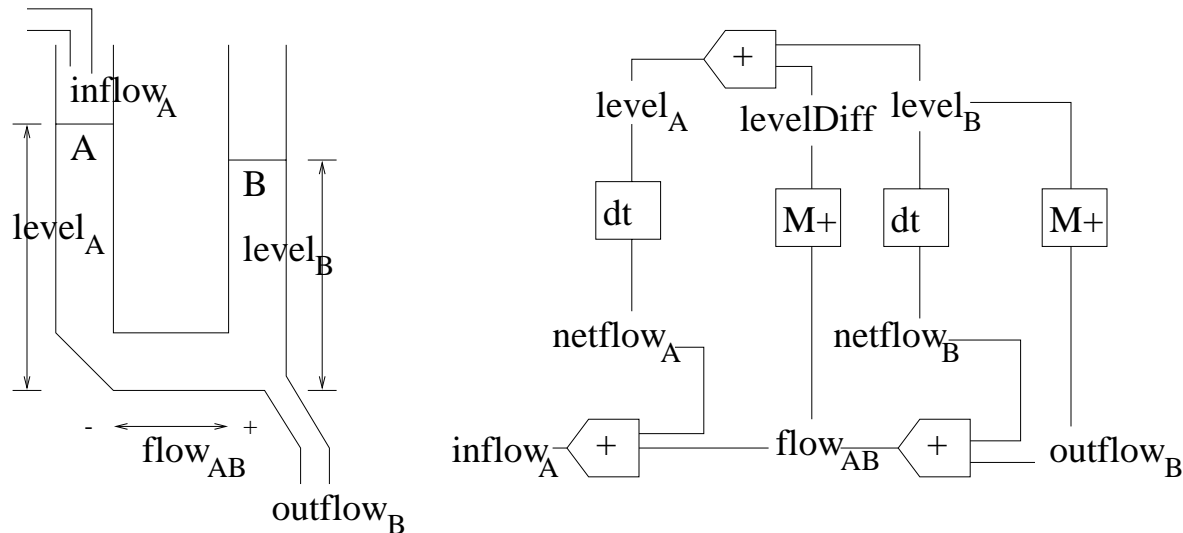 inflow_A
A
B
level_A
level_B
- +
flow_AB
outflow_B
+
level_A levelDiff level_B
dt M+ dt M+
netflow_A netflow_B
inflow_A + flow_AB + outflow_B